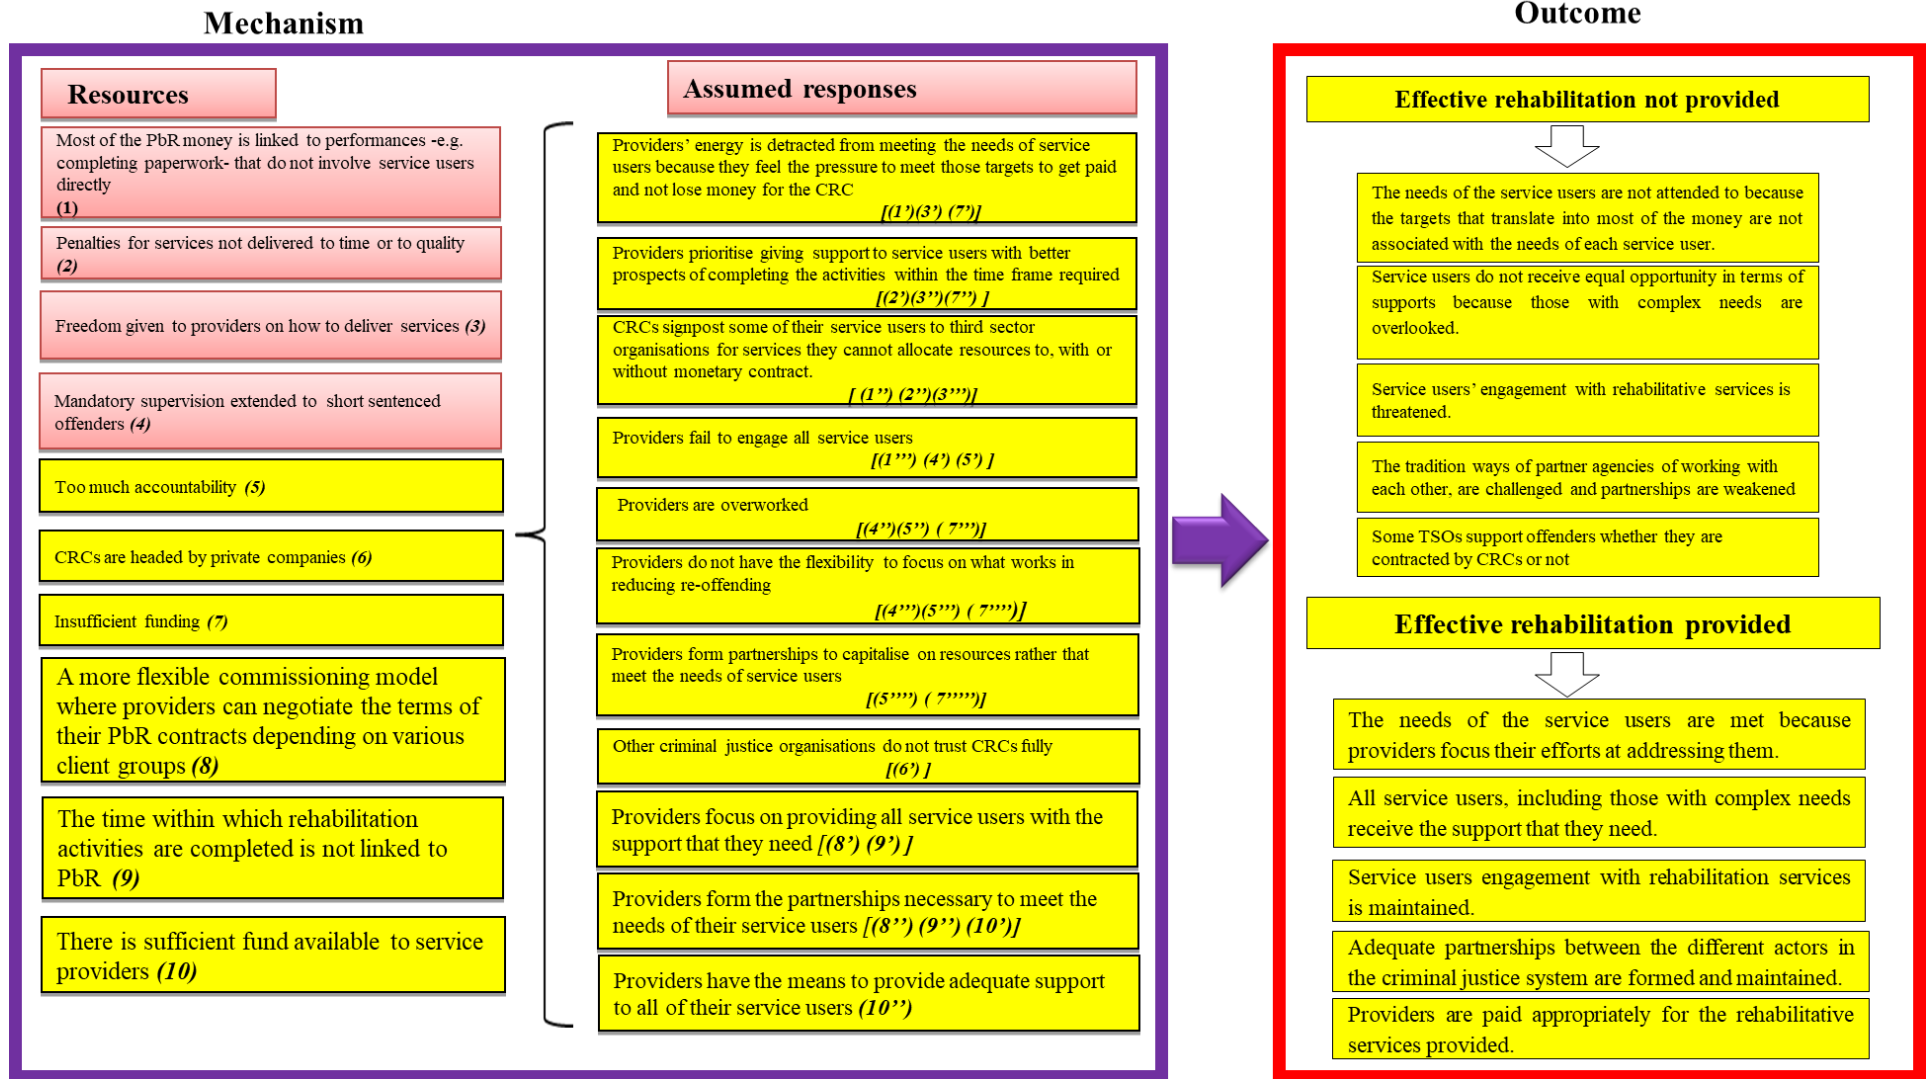 Mechanism
Resources
Most of the PbR money is linked to performances -e.g.
completing paperwork- that do not involve service users
directly
(1)
Penalties for services not delivered to time or to quality
(2)
Freedom given to providers on how to deliver services (3)
Mandatory supervision extended to short sentenced
offenders (4)
Too much accountability (5)
CRCs are headed by private companies (6)
Insufficient funding (7)
A more flexible commissioning model
where providers can negotiate the terms of
their PbR contracts depending on various
client groups (8)
The time within which rehabilitation
activities are completed is not linked to
PbR (9)
There is sufficient fund available to service
providers (10)
Assumed responses
Providers’ energy is detracted from meeting the needs of service
users because they feel the pressure to meet those targets to get paid
and not lose money for the CRC
[(1’)(3’) (7’)]
Providers prioritise giving support to service users with better
prospects of completing the activities within the time frame required
[(2’)(3’’)(7’’) ]
CRCs signpost some of their service users to third sector
organisations for services they cannot allocate resources to, with or
without monetary contract.
[ (1’’) (2’’)(3’’’)]
Providers fail to engage all service users
[(1’’’) (4’) (5’) ]
Providers are overworked
[(4’’)(5’’) ( 7’’’)]
Providers do not have the flexibility to focus on what works in
reducing re-offending
[(4’’’)(5’’’) ( 7’’’’)]
Providers form partnerships to capitalise on resources rather that
meet the needs of service users
[(5’’’’) ( 7’’’’’)]
Other criminal justice organisations do not trust CRCs fully
[(6’) ]
Providers focus on providing all service users with the
support that they need [(8’) (9’) ]
Providers form the partnerships necessary to meet the
needs of their service users [(8’’) (9’’) (10’)]
Providers have the means to provide adequate support
to all of their service users (10’’)
Outcome
Effective rehabilitation not provided
The needs of the service users are not attended to because
the targets that translate into most of the money are not
associated with the needs of each service user.
Service users do not receive equal opportunity in terms of
supports because those with complex needs are
overlooked.
Service users’ engagement with rehabilitative services is
threatened.
The tradition ways of partner agencies of working with
each other, are challenged and partnerships are weakened
Some TSOs support offenders whether they are
contracted by CRCs or not
Effective rehabilitation provided
The needs of the service users are met because
providers focus their efforts at addressing them.
All service users, including those with complex needs
receive the support that they need.
Service users engagement with rehabilitation services
is maintained.
Adequate partnerships between the different actors in
the criminal justice system are formed and maintained.
Providers are paid appropriately for the rehabilitative
services provided.